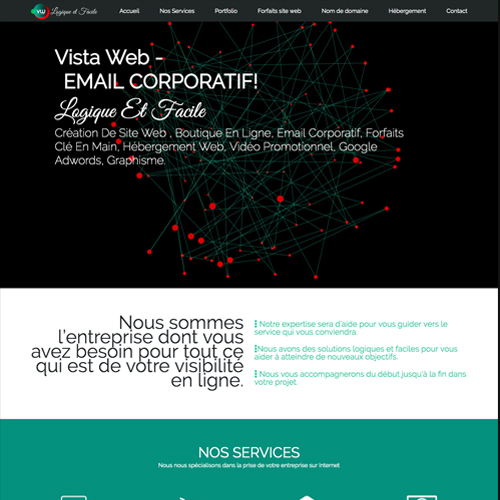 VW Logique et Facile Accueil Nos Services Portfolio Forfaits site web Nom de domaine Hébergement Contact
Vista Web -
EMAIL CORPORATIF!
Logique Et Facile
Création De Site Web , Boutique En Ligne, Email Corporatif, Forfaits
Clé En Main, Hébergement Web, Vidéo Promotionnel, Google
Adwords, Graphisme.
Nous sommes
l'entreprise dont vous
avez besoin pour tout ce
qui est de votre visibilité
en ligne.
Notre expertise sera d'aide pour vous guider vers le
service qui vous conviendra.
Nous avons des solutions logiques et faciles pour vous
aider à atteindre de nouveaux objectifs.
Nous vous accompagnerons du début jusqu'à la fin dans
votre projet.
NOS SERVICES
Nous nous spécialisons dans la prise de votre entreprise sur Internet